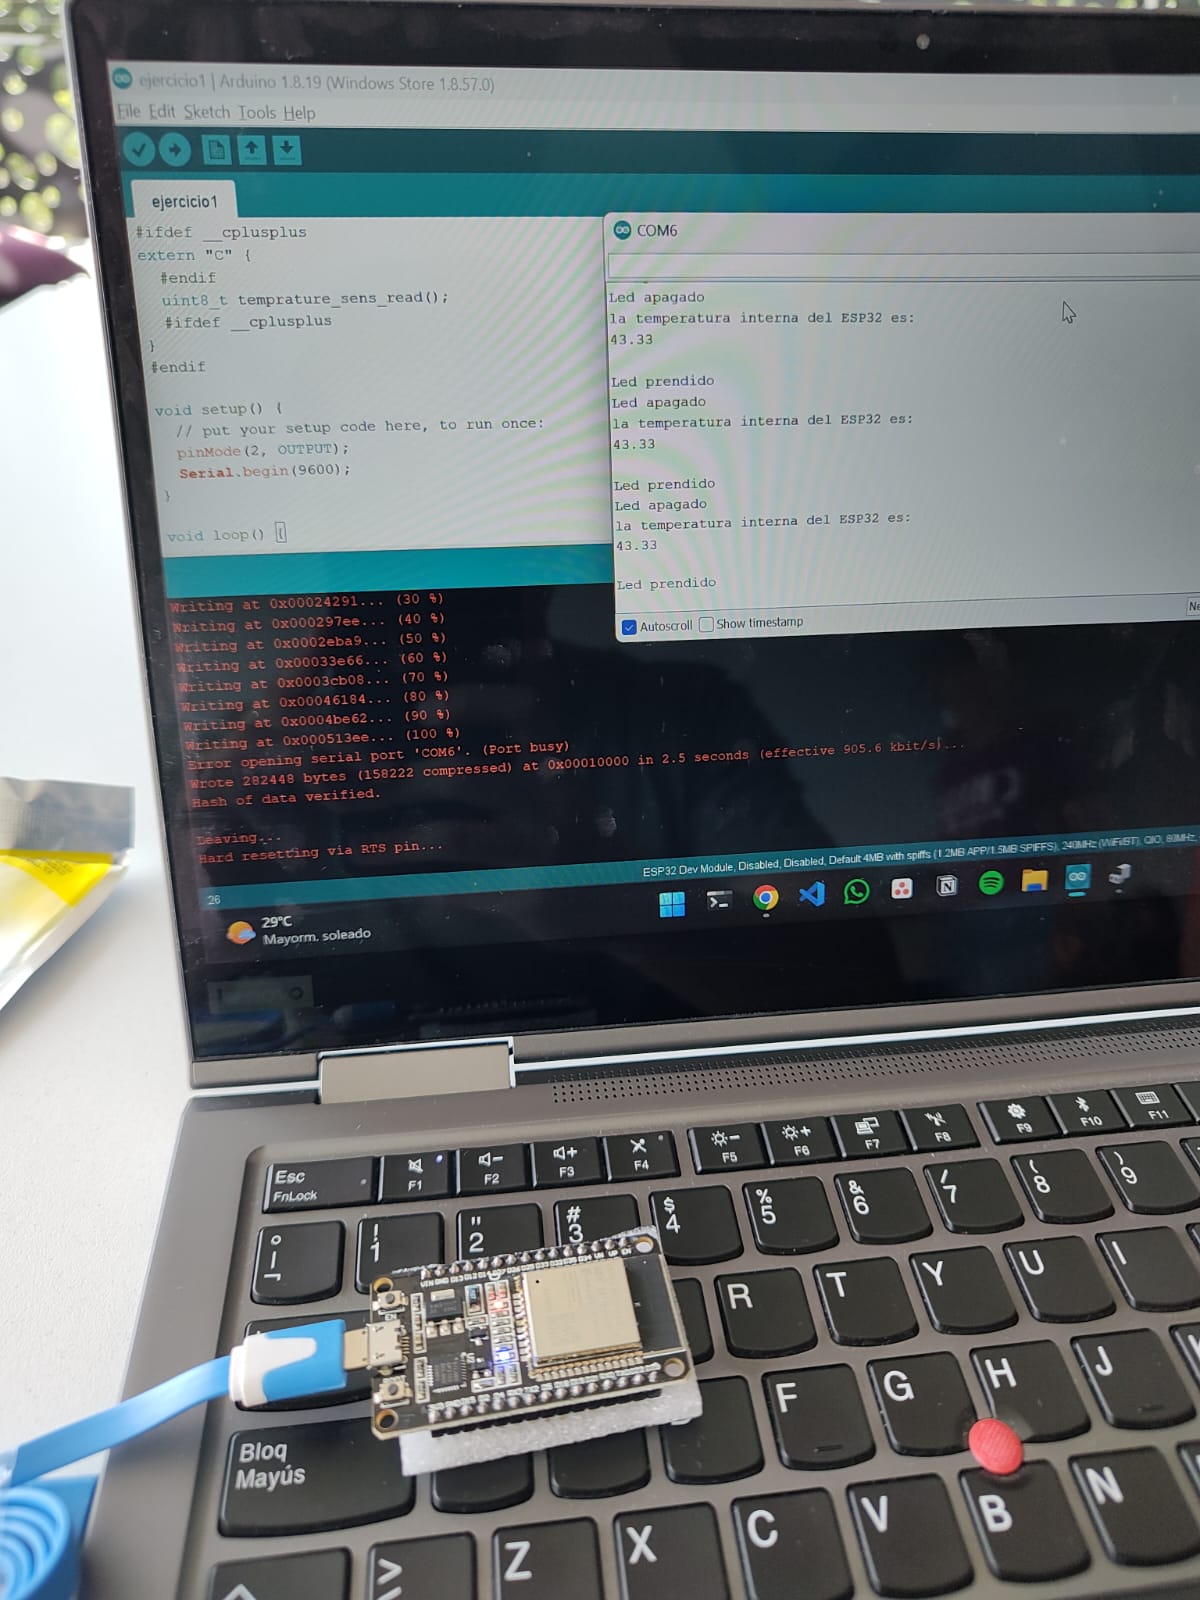 ejercicio1 | Arduino 1.8.19 (Windows Store 1.8.57.0)
File Edit Sketch Tools Help
ejercicio1
#ifdef __cplusplus
extern "C" {
#endif
uint8_t temprature_sens_read();
#ifdef __cplusplus
}
#endif
void setup() {
// put your setup code here, to run once:
pinMode(2, OUTPUT);
Serial.begin(9600);
}
void loop() {
COM6
Led apagado
la temperatura interna del ESP32 es:
43.33
Led prendido
Led apagado
la temperatura interna del ESP32 es:
43.33
Led prendido
Led apagado
la temperatura interna del ESP32 es:
43.33
Led prendido
Autoscroll Show timestamp
Ne
Writing at 0x00024291... (30 %)
Writing at 0x000297ee... (40 %)
Writing at 0x0002eba9... (50 %)
Writing at 0x00033e66... (60 %)
Writing at 0x0003cb08... (70 %)
Writing at 0x00046184... (80 %)
Writing at 0x0004be62... (90 %)
Writing at 0x000513ee... (100 %)
Error opening serial port 'COM6'. (Port busy)
Wrote 282448 bytes (158222 compressed) at 0x00010000 in 2.5 seconds (effective 905.6 kbit/s)...
Hash of data verified.
Leaving...
Hard resetting via RTS pin...
26
ESP32 Dev Module, Disabled, Disabled, Default 4MB with spiffs (1.2MB APP/1.5MB SPIFFS), 240MHz (WiFi/BT), QIO, 80MHz,
29°C
Mayorm. soleado
Esc
FnLock
F1
F2
F3
F4
F5
F6
F7
F8
F9
F10
F11
! 1
" 2
# 3
$ 4
% 5
& 6
/ 7
( 8
) 9
R
T
Y
U
I
F
G
H
J
Bloq
Mayús
>
<
Z
X
C
V
B
N
VIN GND D13 D12
EN